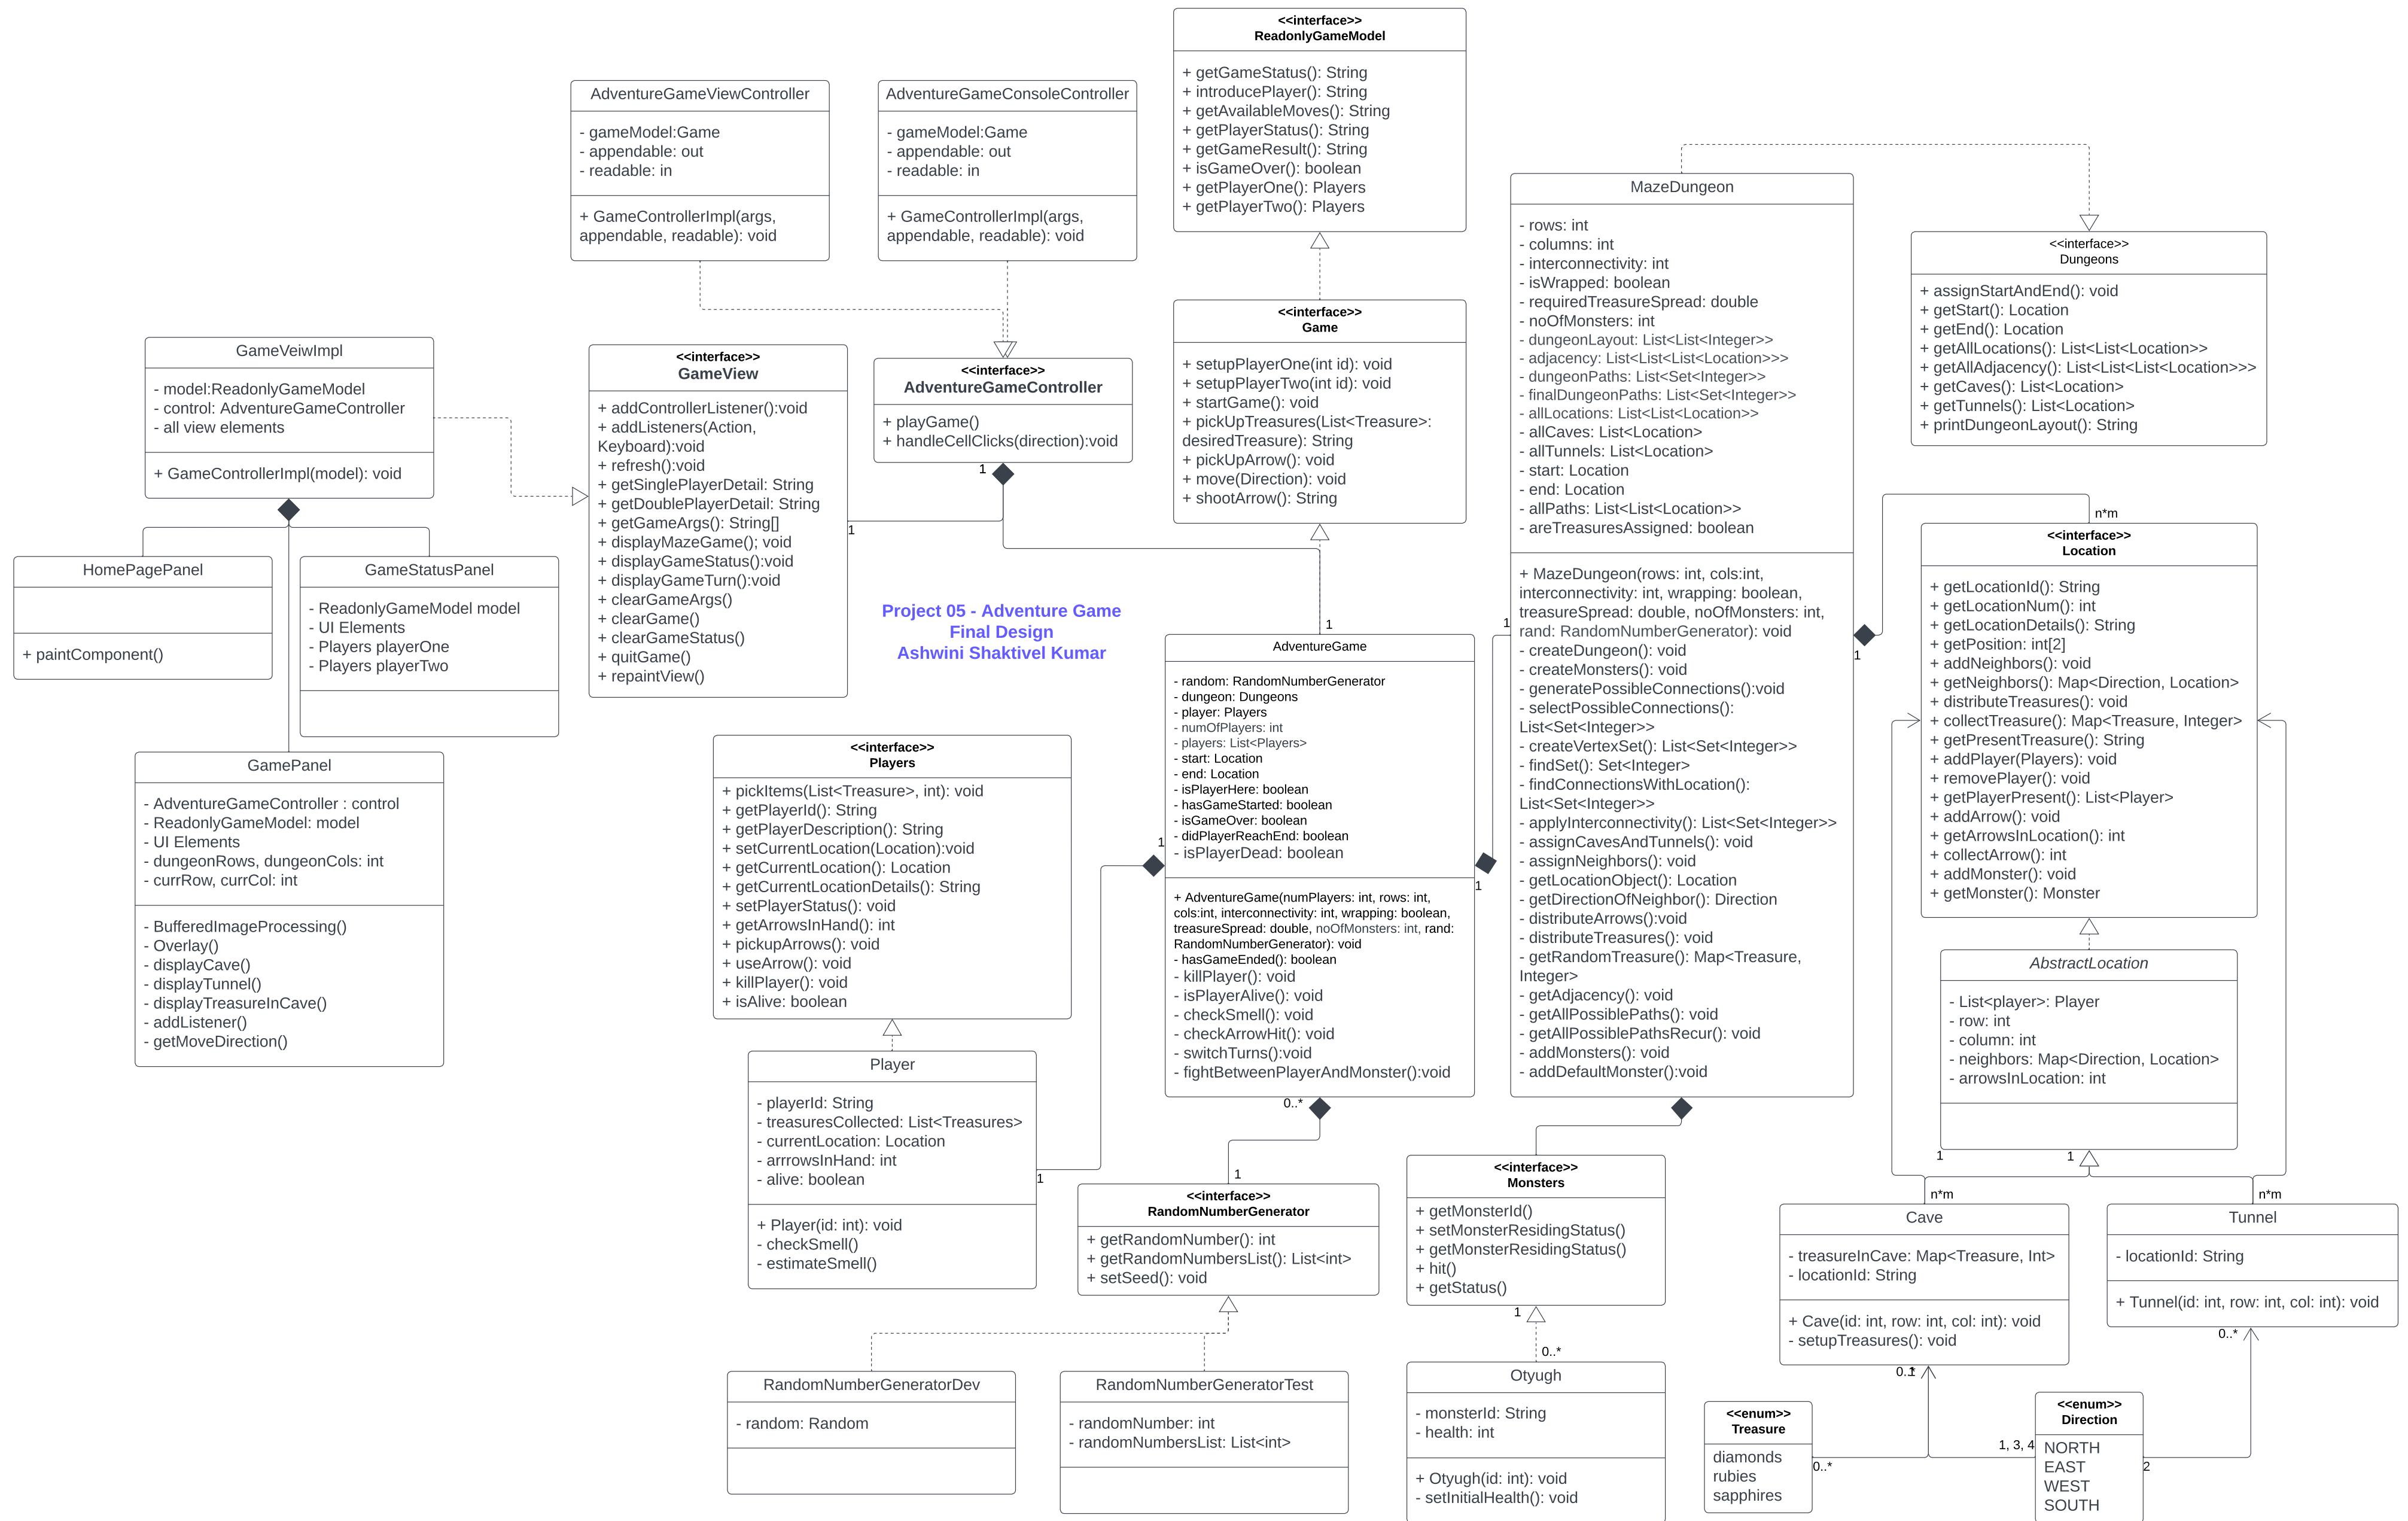 <<interface>>
ReadonlyGameModel
+ getGameStatus(): String
+ introducePlayer(): String
+ getAvailableMoves(): String
+ getPlayerStatus(): String
+ getGameResult(): String
+ isGameOver(): boolean
+ getPlayerOne(): Players
+ getPlayerTwo(): Players
AdventureGameViewController
- gameModel:Game
- appendable: out
- readable: in
+ GameControllerImpl(args,
appendable, readable): void
AdventureGameConsoleController
- gameModel:Game
- appendable: out
- readable: in
+ GameControllerImpl(args,
appendable, readable): void
MazeDungeon
- rows: int
- columns: int
- interconnectivity: int
- isWrapped: boolean
- requiredTreasureSpread: double
- noOfMonsters: int
- dungeonLayout: List<List<Integer>>
- adjacency: List<List<List<Location>>>
- dungeonPaths: List<Set<Integer>>
- finalDungeonPaths: List<Set<Integer>>
- allLocations: List<List<Location>>
- allCaves: List<Location>
- allTunnels: List<Location>
- start: Location
- end: Location
- allPaths: List<List<Location>>
- areTreasuresAssigned: boolean
+ MazeDungeon(rows: int, cols:int,
interconnectivity: int, wrapping: boolean,
treasureSpread: double, noOfMonsters: int,
rand: RandomNumberGenerator): void
- createDungeon(): void
- createMonsters(): void
- generatePossibleConnections():void
- selectPossibleConnections():
List<Set<Integer>>
- createVertexSet(): List<Set<Integer>>
- findSet(): Set<Integer>
- findConnectionsWithLocation():
List<Set<Integer>>
- applyInterconnectivity(): List<Set<Integer>>
- assignCavesAndTunnels(): void
- assignNeighbors(): void
- getLocationObject(): Location
- getDirectionOfNeighbor(): Direction
- distributeArrows():void
- distributeTreasures(): void
- getRandomTreasure(): Map<Treasure,
Integer>
- getAdjacency(): void
- getAllPossiblePaths(): void
- getAllPossiblePathsRecur(): void
- addMonsters(): void
- addDefaultMonster():void
<<interface>>
Dungeons
+ assignStartAndEnd(): void
+ getStart(): Location
+ getEnd(): Location
+ getAllLocations(): List<List<Location>>
+ getAllAdjacency(): List<List<List<Location>>>
+ getCaves(): List<Location>
+ getTunnels(): List<Location>
+ printDungeonLayout(): String
<<interface>>
Game
+ setupPlayerOne(int id): void
+ setupPlayerTwo(int id): void
+ startGame(): void
+ pickUpTreasures(List<Treasure>:
desiredTreasure): String
+ pickUpArrow(): void
+ move(Direction): void
+ shootArrow(): String
GameVeiwImpl
- model:ReadonlyGameModel
- control: AdventureGameController
- all view elements
+ GameControllerImpl(model): void
<<interface>>
GameView
+ addControllerListener():void
+ addListeners(Action,
Keyboard):void
+ refresh():void
+ getSinglePlayerDetail: String
+ getDoublePlayerDetail: String
+ getGameArgs(): String[]
+ displayMazeGame(); void
+ displayGameStatus():void
+ displayGameTurn():void
+ clearGameArgs()
+ clearGame()
+ clearGameStatus()
+ quitGame()
+ repaintView()
<<interface>>
AdventureGameController
+ playGame()
+ handleCellClicks(direction):void
1
1
1
HomePagePanel
+ paintComponent()
GameStatusPanel
- ReadonlyGameModel model
- UI Elements
- Players playerOne
- Players playerTwo
GamePanel
- AdventureGameController : control
- ReadonlyGameModel: model
- UI Elements
- dungeonRows, dungeonCols: int
- currRow, currCol: int
- BufferedImageProcessing()
- Overlay()
- displayCave()
- displayTunnel()
- displayTreasureInCave()
- addListener()
- getMoveDirection()
Project 05 - Adventure Game
Final Design
Ashwini Shaktivel Kumar
AdventureGame
- random: RandomNumberGenerator
- dungeon: Dungeons
- player: Players
- numOfPlayers: int
- players: List<Players>
- start: Location
- end: Location
- isPlayerHere: boolean
- hasGameStarted: boolean
- isGameOver: boolean
- didPlayerReachEnd: boolean
- isPlayerDead: boolean
+ AdventureGame(numPlayers: int, rows: int,
cols:int, interconnectivity: int, wrapping: boolean,
treasureSpread: double, noOfMonsters: int, rand:
RandomNumberGenerator): void
- hasGameEnded(): boolean
- killPlayer(): void
- isPlayerAlive(): void
- checkSmell(): void
- checkArrowHit(): void
- switchTurns():void
- fightBetweenPlayerAndMonster():void
1
1
1
1
0..*
1
<<interface>>
Players
+ pickItems(List<Treasure>, int): void
+ getPlayerId(): String
+ getPlayerDescription(): String
+ setCurrentLocation(Location):void
+ getCurrentLocation(): Location
+ getCurrentLocationDetails(): String
+ setPlayerStatus(): void
+ getArrowsInHand(): int
+ pickupArrows(): void
+ useArrow(): void
+ killPlayer(): void
+ isAlive: boolean
Player
- playerId: String
- treasuresCollected: List<Treasures>
- currentLocation: Location
- arrrowsInHand: int
- alive: boolean
+ Player(id: int): void
- checkSmell()
- estimateSmell()
<<interface>>
RandomNumberGenerator
+ getRandomNumber(): int
+ getRandomNumbersList(): List<int>
+ setSeed(): void
RandomNumberGeneratorDev
- random: Random
RandomNumberGeneratorTest
- randomNumber: int
- randomNumbersList: List<int>
<<interface>>
Monsters
+ getMonsterId()
+ setMonsterResidingStatus()
+ getMonsterResidingStatus()
+ hit()
+ getStatus()
1
0..*
Otyugh
- monsterId: String
- health: int
+ Otyugh(id: int): void
- setInitialHealth(): void
1
n*m
<<interface>>
Location
+ getLocationId(): String
+ getLocationNum(): int
+ getLocationDetails(): String
+ getPosition: int[2]
+ addNeighbors(): void
+ getNeighbors(): Map<Direction, Location>
+ distributeTreasures(): void
+ collectTreasure(): Map<Treasure, Integer>
+ getPresentTreasure(): String
+ addPlayer(Players): void
+ removePlayer(): void
+ getPlayerPresent(): List<Player>
+ addArrow(): void
+ getArrowsInLocation(): int
+ collectArrow(): int
+ addMonster(): void
+ getMonster(): Monster
AbstractLocation
- List<player>: Player
- row: int
- column: int
- neighbors: Map<Direction, Location>
- arrowsInLocation: int
1
1
n*m
n*m
Cave
- treasureInCave: Map<Treasure, Int>
- locationId: String
+ Cave(id: int, row: int, col: int): void
- setupTreasures(): void
Tunnel
- locationId: String
+ Tunnel(id: int, row: int, col: int): void
0..*
<<enum>>
Treasure
diamonds
rubies
sapphires
0..*
1, 3, 4
<<enum>>
Direction
NORTH
EAST
WEST
SOUTH
2